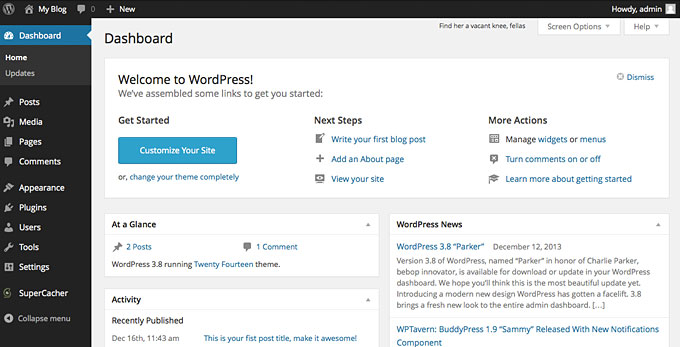 My Blog 0 + New Howdy, admin
Find her a vacant knee, fellas Screen Options Help
Dashboard
Home
Updates
Posts
Media
Pages
Comments
Appearance
Plugins
Users
Tools
Settings
SuperCacher
Collapse menu
Dashboard
Welcome to WordPress! Dismiss
We've assembled some links to get you started:
Get Started
Customize Your Site
or, change your theme completely
Next Steps
Write your first blog post
Add an About page
View your site
More Actions
Manage widgets or menus
Turn comments on or off
Learn more about getting started
At a Glance
2 Posts 1 Comment
WordPress 3.8 running Twenty Fourteen theme.
Activity
Recently Published
Dec 16th, 11:43 am This is your fist post title, make it awesome!
WordPress News
WordPress 3.8 “Parker” December 12, 2013
Version 3.8 of WordPress, named “Parker” in honor of Charlie Parker,
bebop innovator, is available for download or update in your WordPress
dashboard. We hope you'll think this is the most beautiful update yet.
Introducing a modern new design WordPress has gotten a facelift. 3.8
brings a fresh new look to the entire admin dashboard. […]
WPTavern: BuddyPress 1.9 “Sammy” Released With New Notifications
Component